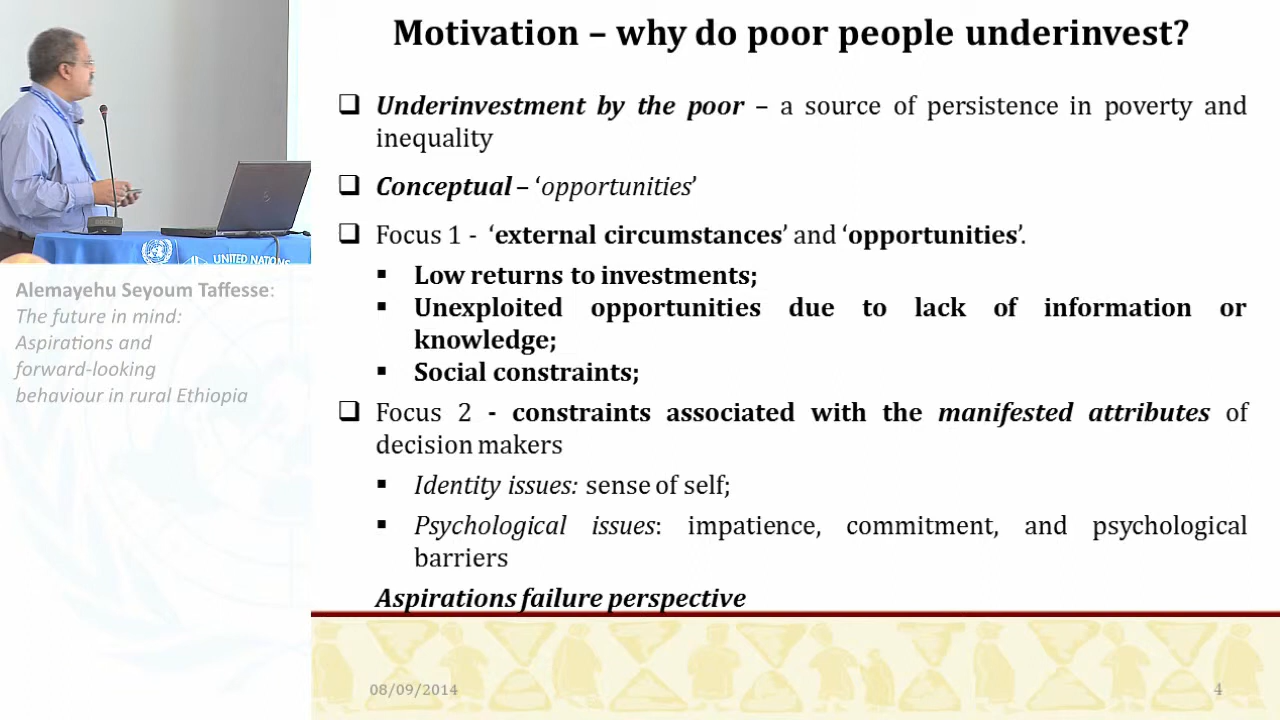 Motivation – why do poor people underinvest?
❑ Underinvestment by the poor – a source of persistence in poverty and
inequality
❑ Conceptual – ‘opportunities’
❑ Focus 1 - ‘external circumstances’ and ‘opportunities’.
▪ Low returns to investments;
▪ Unexploited opportunities due to lack of information or
knowledge;
▪ Social constraints;
❑ Focus 2 - constraints associated with the manifested attributes of
decision makers
▪ Identity issues: sense of self;
▪ Psychological issues: impatience, commitment, and psychological
barriers
Aspirations failure perspective
08/09/2014
4
UNITED NATIONS
Alemayehu Seyoum Taffesse:
The future in mind:
Aspirations and
forward-looking
behaviour in rural Ethiopia